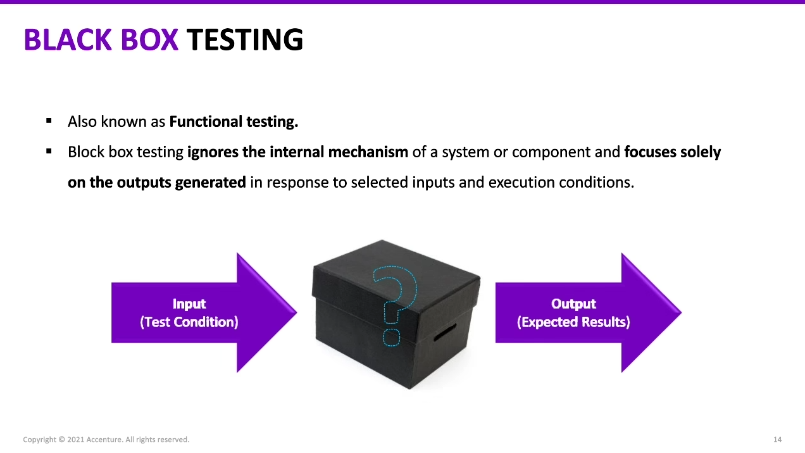 BLACK BOX TESTING
▪ Also known as Functional testing.
▪ Block box testing ignores the internal mechanism of a system or component and focuses solely
on the outputs generated in response to selected inputs and execution conditions.
Input
(Test Condition)
?
Output
(Expected Results)
Copyright © 2021 Accenture. All rights reserved.
14